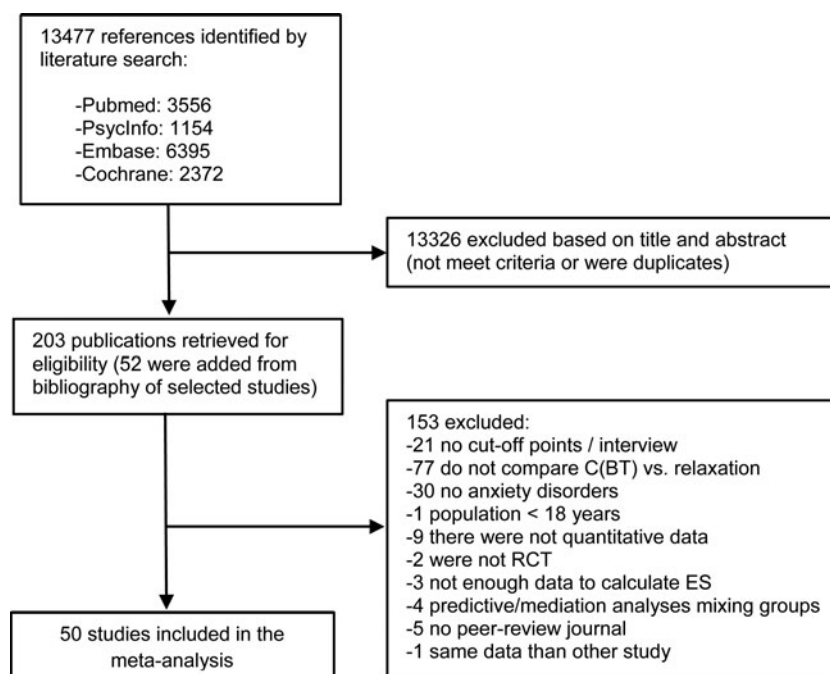 13477 references identified by
literature search:
-Pubmed: 3556
-PsycInfo: 1154
-Embase: 6395
-Cochrane: 2372
13326 excluded based on title and abstract
(not meet criteria or were duplicates)
203 publications retrieved for
eligibility (52 were added from
bibliography of selected studies)
153 excluded:
-21 no cut-off points / interview
-77 do not compare C(BT) vs. relaxation
-30 no anxiety disorders
-1 population < 18 years
-9 there were not quantitative data
-2 were not RCT
-3 not enough data to calculate ES
-4 predictive/mediation analyses mixing groups
-5 no peer-review journal
-1 same data than other study
50 studies included in the
meta-analysis